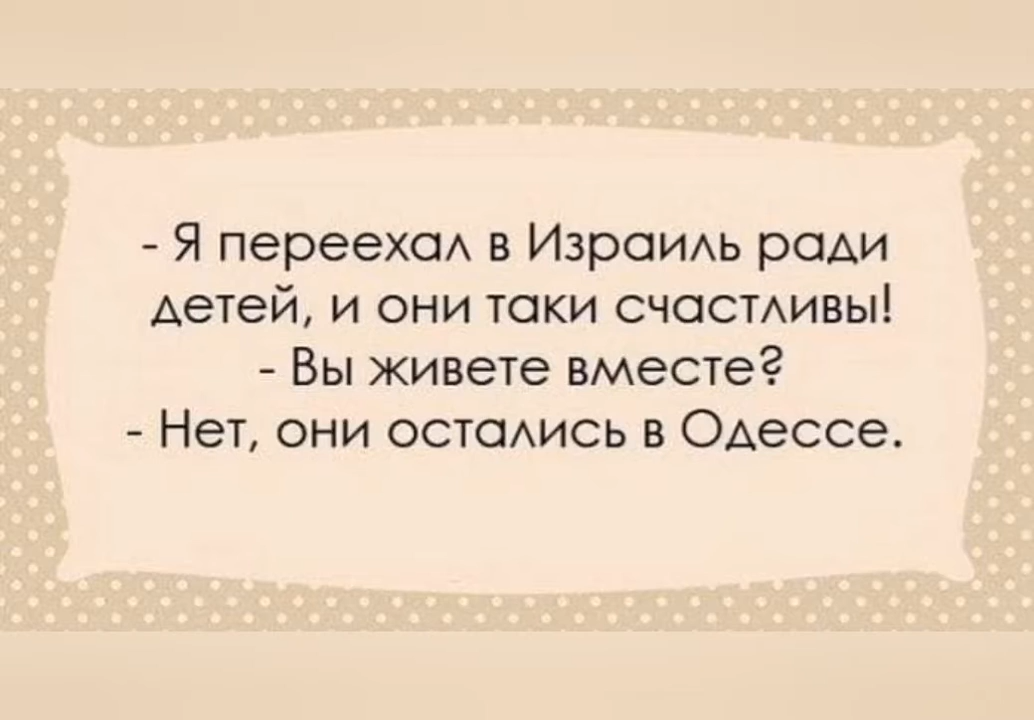 - Я переехал в Израиль ради
детей, и они таки счастливы!
- Вы живете вместе?
- Нет, они остались в Одессе.